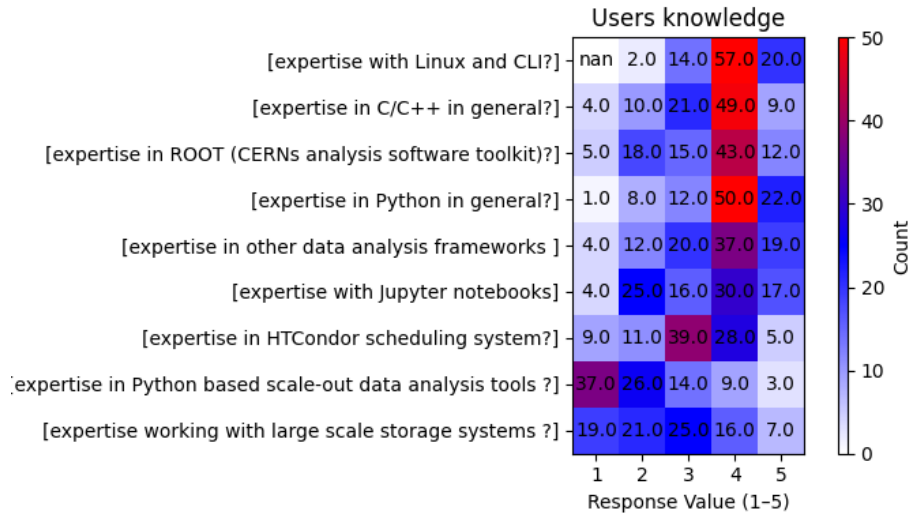 Users knowledge
[expertise with Linux and CLI?] nan 2.0 14.0 57.0 20.0
[expertise in C/C++ in general?] 4.0 10.0 21.0 49.0 9.0
[expertise in ROOT (CERNs analysis software toolkit)?] 5.0 18.0 15.0 43.0 12.0
[expertise in Python in general?] 1.0 8.0 12.0 50.0 22.0
[expertise in other data analysis frameworks ] 4.0 12.0 20.0 37.0 19.0
[expertise with Jupyter notebooks] 4.0 25.0 16.0 30.0 17.0
[expertise in HTCondor scheduling system?] 9.0 11.0 39.0 28.0 5.0
[expertise in Python based scale-out data analysis tools ?] 37.0 26.0 14.0 9.0 3.0
[expertise working with large scale storage systems ?] 19.0 21.0 25.0 16.0 7.0
1 2 3 4 5
Response Value (1–5)
50
40
30
20
10
0
Count